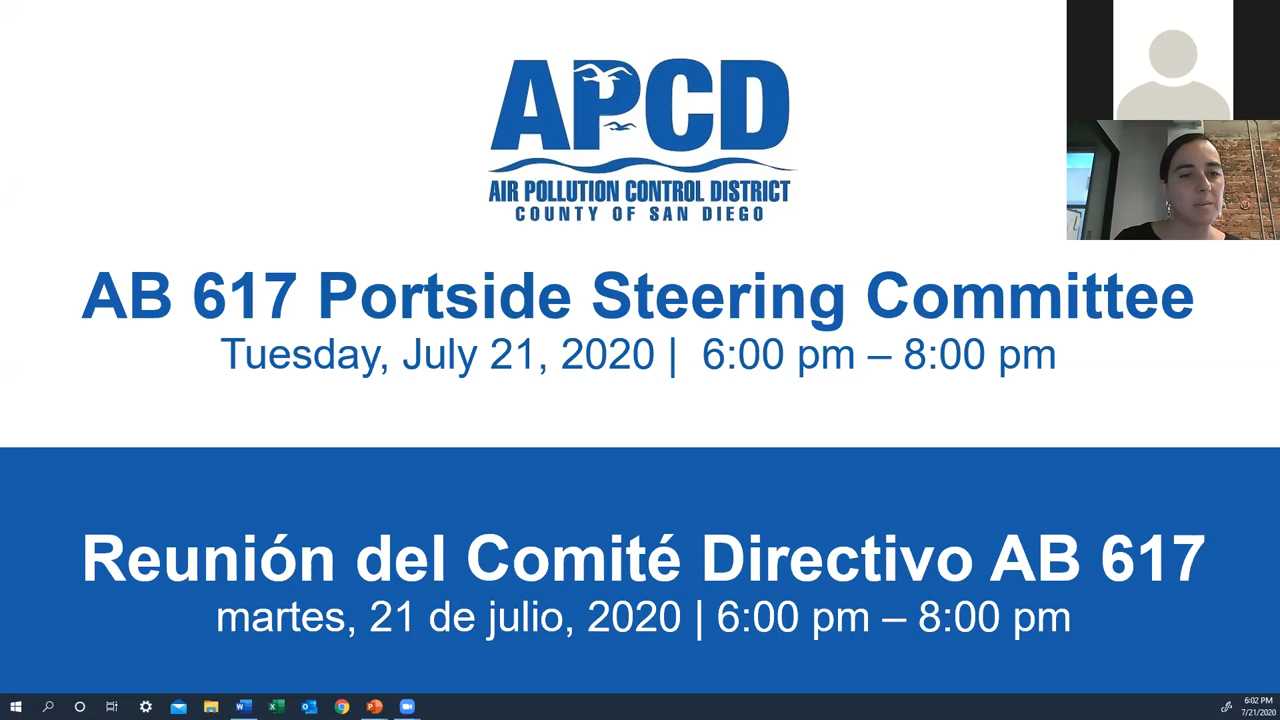 APCD
AIR POLLUTION CONTROL DISTRICT
COUNTY OF SAN DIEGO
AB 617 Portside Steering Committee
Tuesday, July 21, 2020 | 6:00 pm – 8:00 pm
Reunión del Comité Directivo AB 617
martes, 21 de julio, 2020 | 6:00 pm – 8:00 pm
6:02 PM
7/21/2020